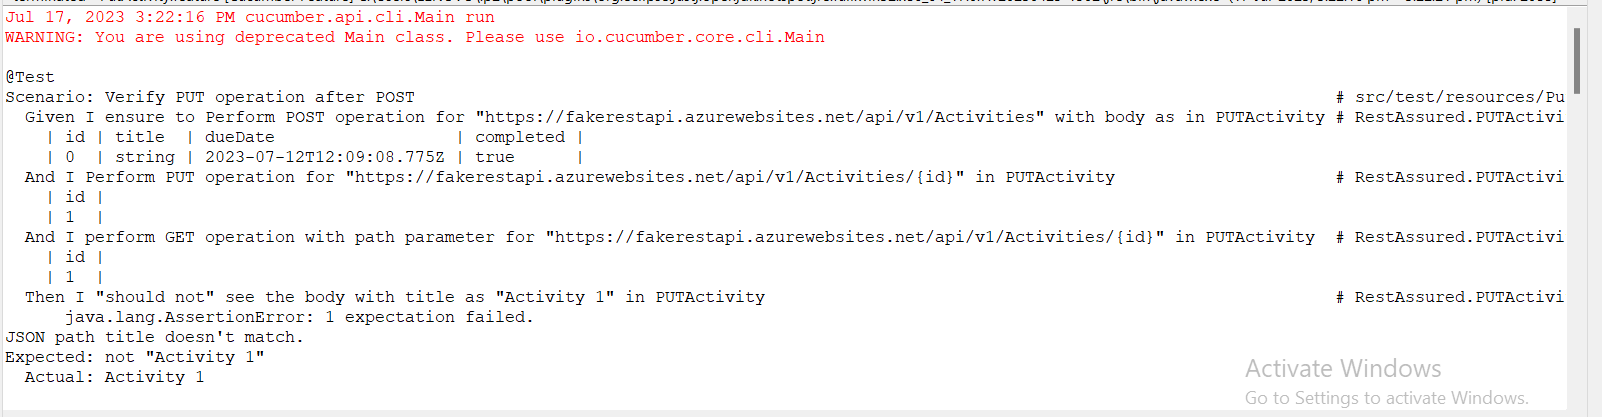 Jul 17, 2023 3:22:16 PM cucumber.api.cli.Main run
WARNING: You are using deprecated Main class. Please use io.cucumber.core.cli.Main
@Test
Scenario: Verify PUT operation after POST # src/test/resources/Pu
Given I ensure to Perform POST operation for "https://fakerestapi.azurewebsites.net/api/v1/Activities" with body as in PUTActivity # RestAssured.PUTActivi
| id | title | dueDate | completed |
| 0 | string | 2023-07-12T12:09:08.775Z | true |
And I Perform PUT operation for "https://fakerestapi.azurewebsites.net/api/v1/Activities/{id}" in PUTActivity # RestAssured.PUTActivi
| id |
| 1 |
And I perform GET operation with path parameter for "https://fakerestapi.azurewebsites.net/api/v1/Activities/{id}" in PUTActivity # RestAssured.PUTActivi
| id |
| 1 |
Then I "should not" see the body with title as "Activity 1" in PUTActivity # RestAssured.PUTActivi
java.lang.AssertionError: 1 expectation failed.
JSON path title doesn't match.
Expected: not "Activity 1"
Actual: Activity 1
Activate Windows
Go to Settings to activate Windows.